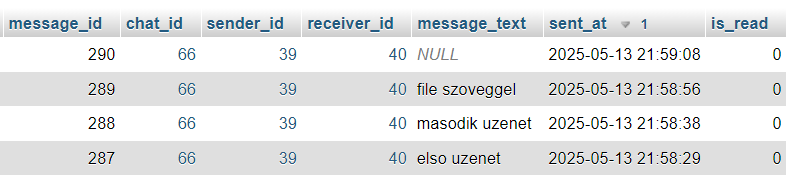 message_id chat_id sender_id receiver_id message_text sent_at 1 is_read
290 66 39 40 NULL 2025-05-13 21:59:08 0
289 66 39 40 file szoveggel 2025-05-13 21:58:56 0
288 66 39 40 masodik uzenet 2025-05-13 21:58:38 0
287 66 39 40 elso uzenet 2025-05-13 21:58:29 0